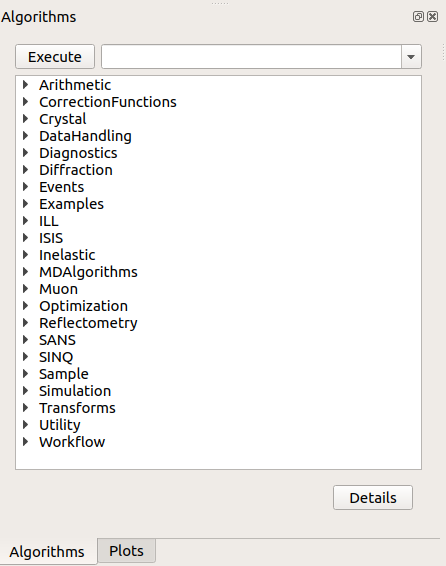 Algorithms
Execute
Arithmetic
CorrectionFunctions
Crystal
DataHandling
Diagnostics
Diffraction
Events
Examples
ILL
ISIS
Inelastic
MDAlgorithms
Muon
Optimization
Reflectometry
SANS
SINQ
Sample
Simulation
Transforms
Utility
Workflow
Details
Algorithms Plots